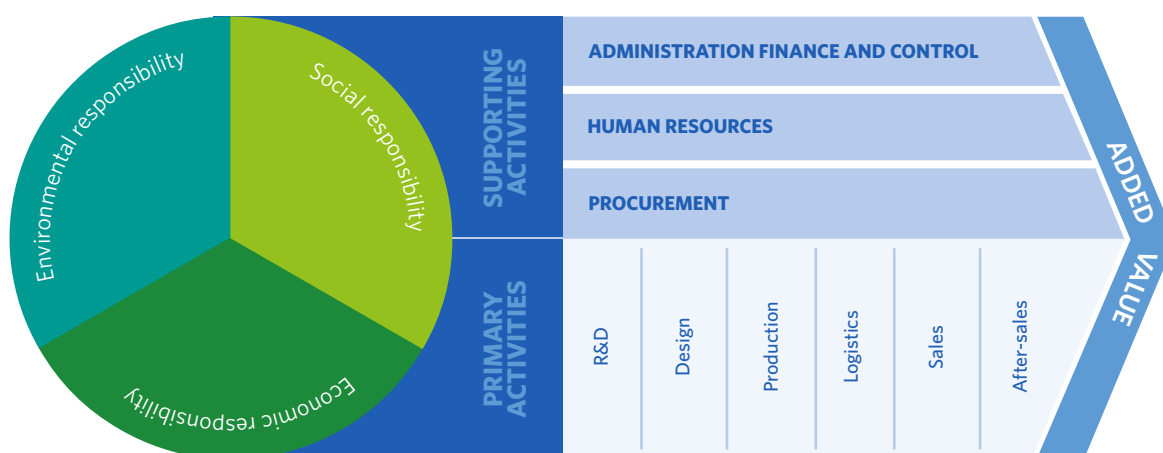 Environmental responsibility
Social responsibility
Economic responsibility
SUPPORTING
ACTIVITIES
ADMINISTRATION FINANCE AND CONTROL
HUMAN RESOURCES
PROCUREMENT
PRIMARY
ACTIVITIES
R&D
Design
Production
Logistics
Sales
After-sales
ADDED VALUE